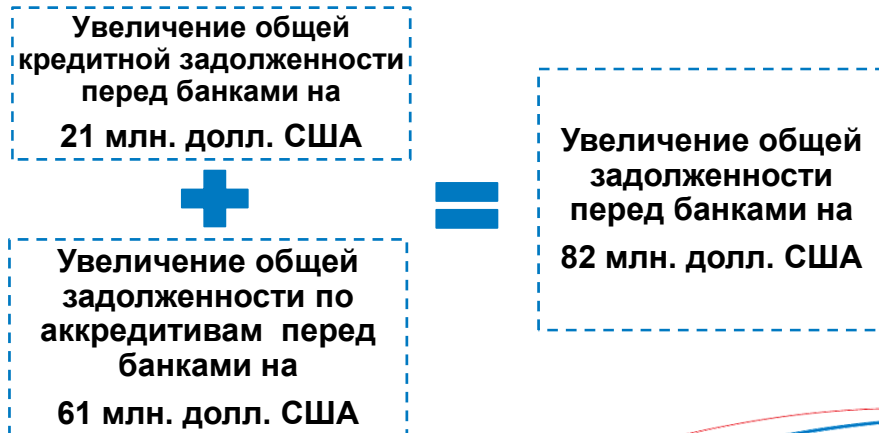 Увеличение общей
кредитной задолженности
перед банками на
21 млн. долл. США
Увеличение общей
задолженности по
аккредитивам перед
банками на
61 млн. долл. США
Увеличение общей
задолженности
перед банками на
82 млн. долл. США